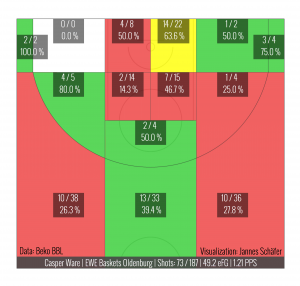 0 / 5
0.0%
4 / 8
50.0%
14 / 22
63.6%
1 / 2
50.0%
2 / 2
100.0%
3 / 4
75.0%
4 / 5
80.0%
2 / 14
14.3%
7 / 15
46.7%
1 / 4
25.0%
2 / 4
50.0%
10 / 38
26.3%
13 / 33
39.4%
10 / 36
27.8%
Data: Beko BBL
Visualization: Jannes Schäfer
Casper Ware | EWE Baskets Oldenburg | Shots: 73 / 187 | 49.2 eFG | 1.21 PPS